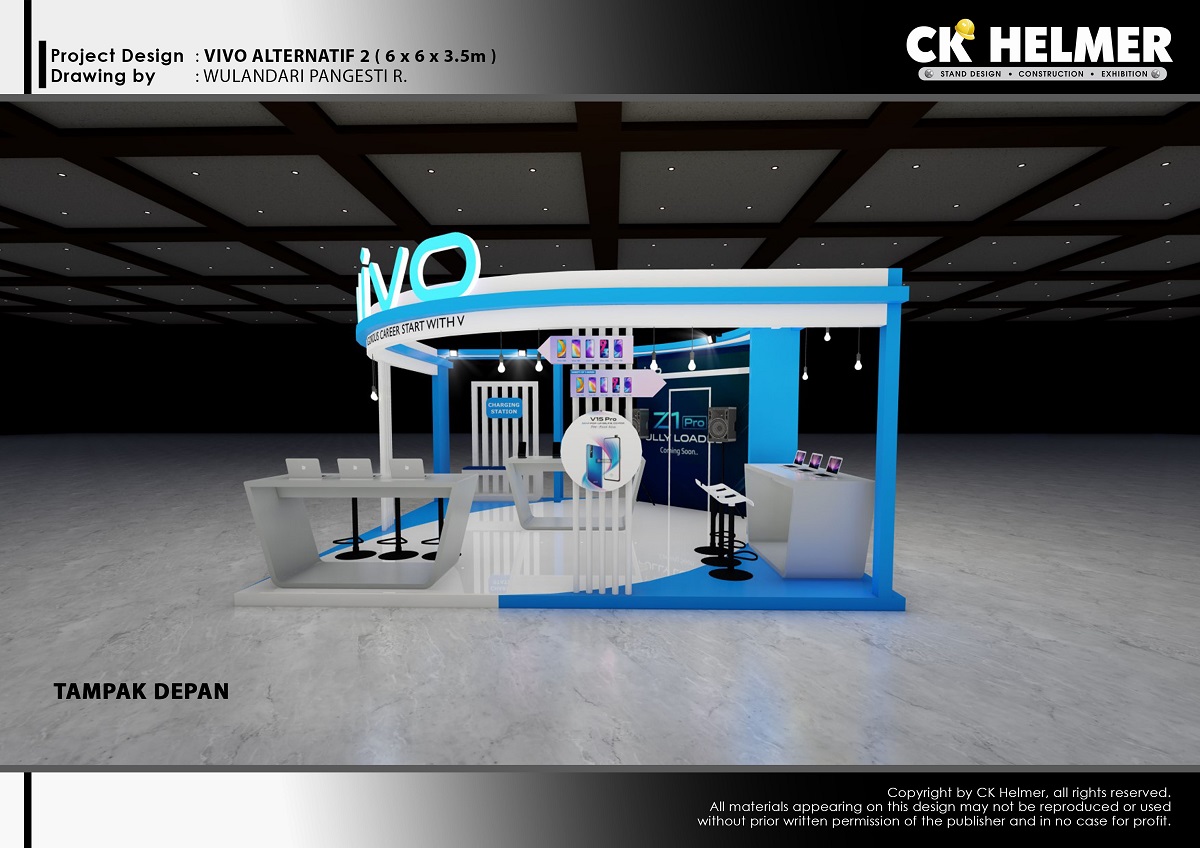 Project Design : VIVO ALTERNATIF 2 ( 6 x 6 x 3.5m )
Drawing by : WULANDARI PANGESTI R.
CK HELMER
STAND DESIGN • CONSTRUCTION • EXHIBITION
ivo
CAREER START WITH V
CHARGING
STATION
V15 Pro
Z1 Pro
ULLY LOAD
Coming Soon..
TAMPAK DEPAN
Copyright by CK Helmer, all rights reserved.
All materials appearing on this design may not be reproduced or used
without prior written permission of the publisher and in no case for profit.